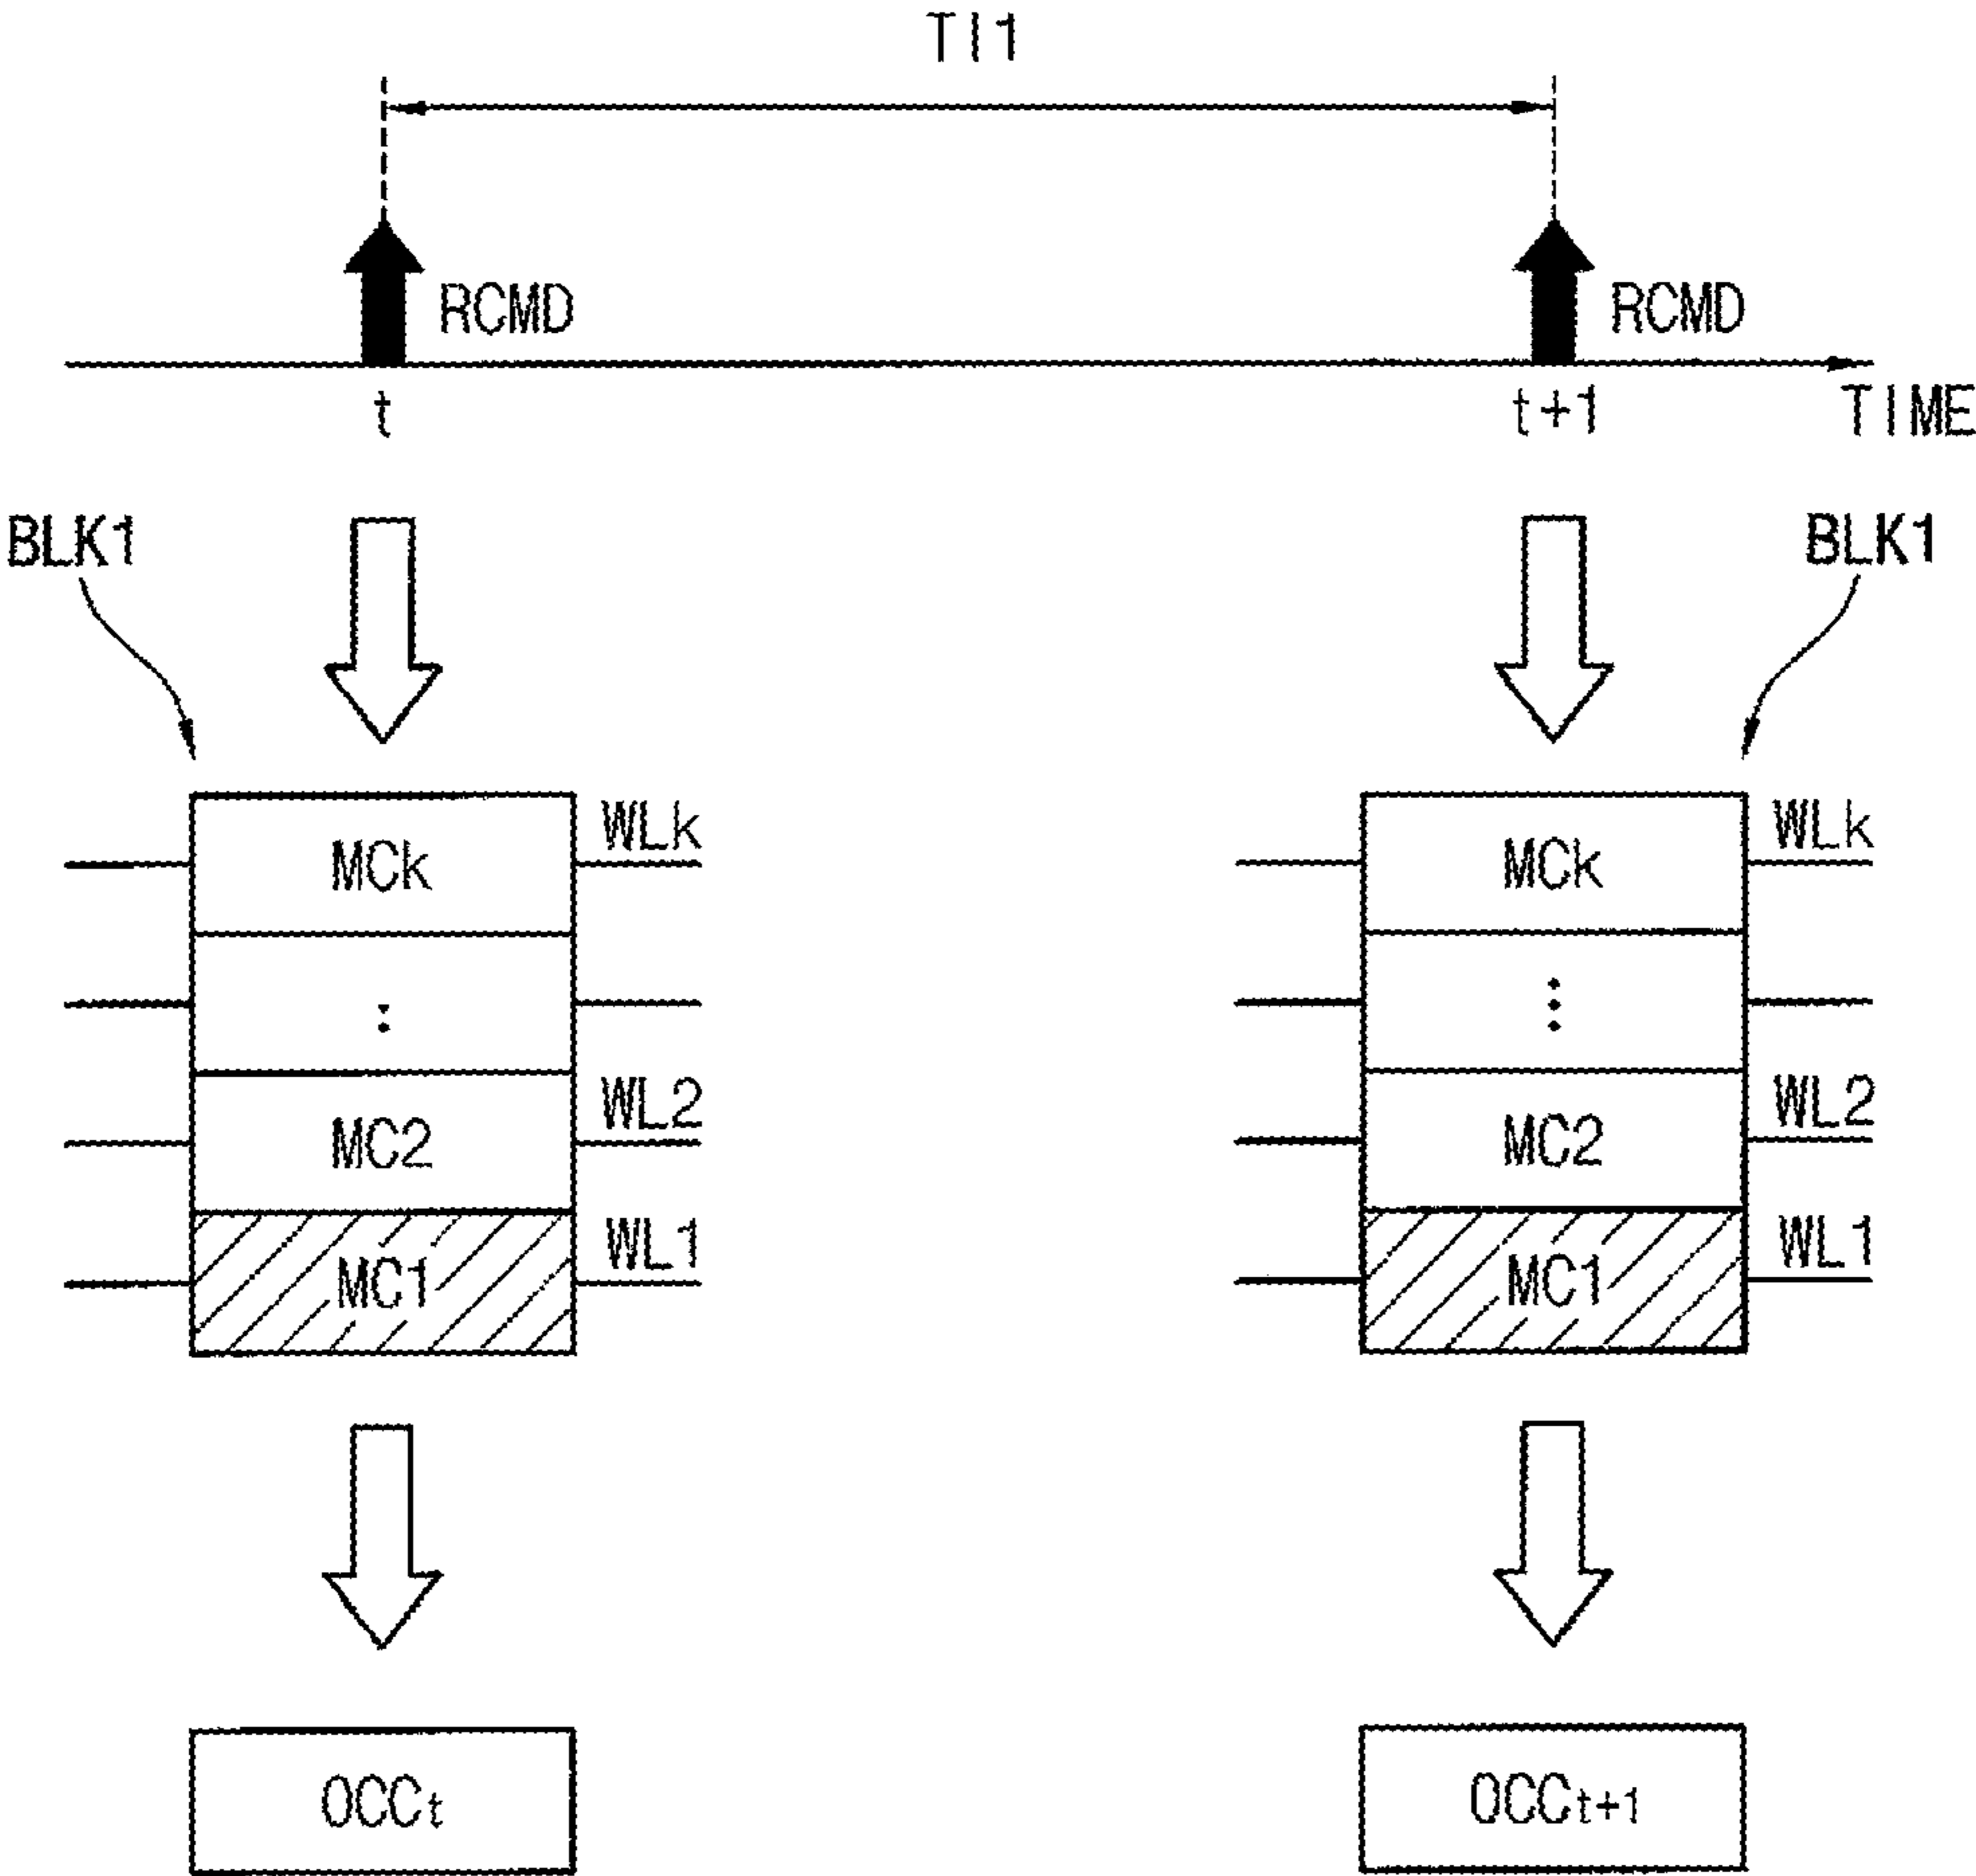 TI1
RCMD RCMD
t t+1 TIME
BLK1 BLK1
MCk WLk MCk WLk
: ⋮
MC2 WL2 MC2 WL2
MC1 WL1 MC1 WL1
OCCt OCCt+1